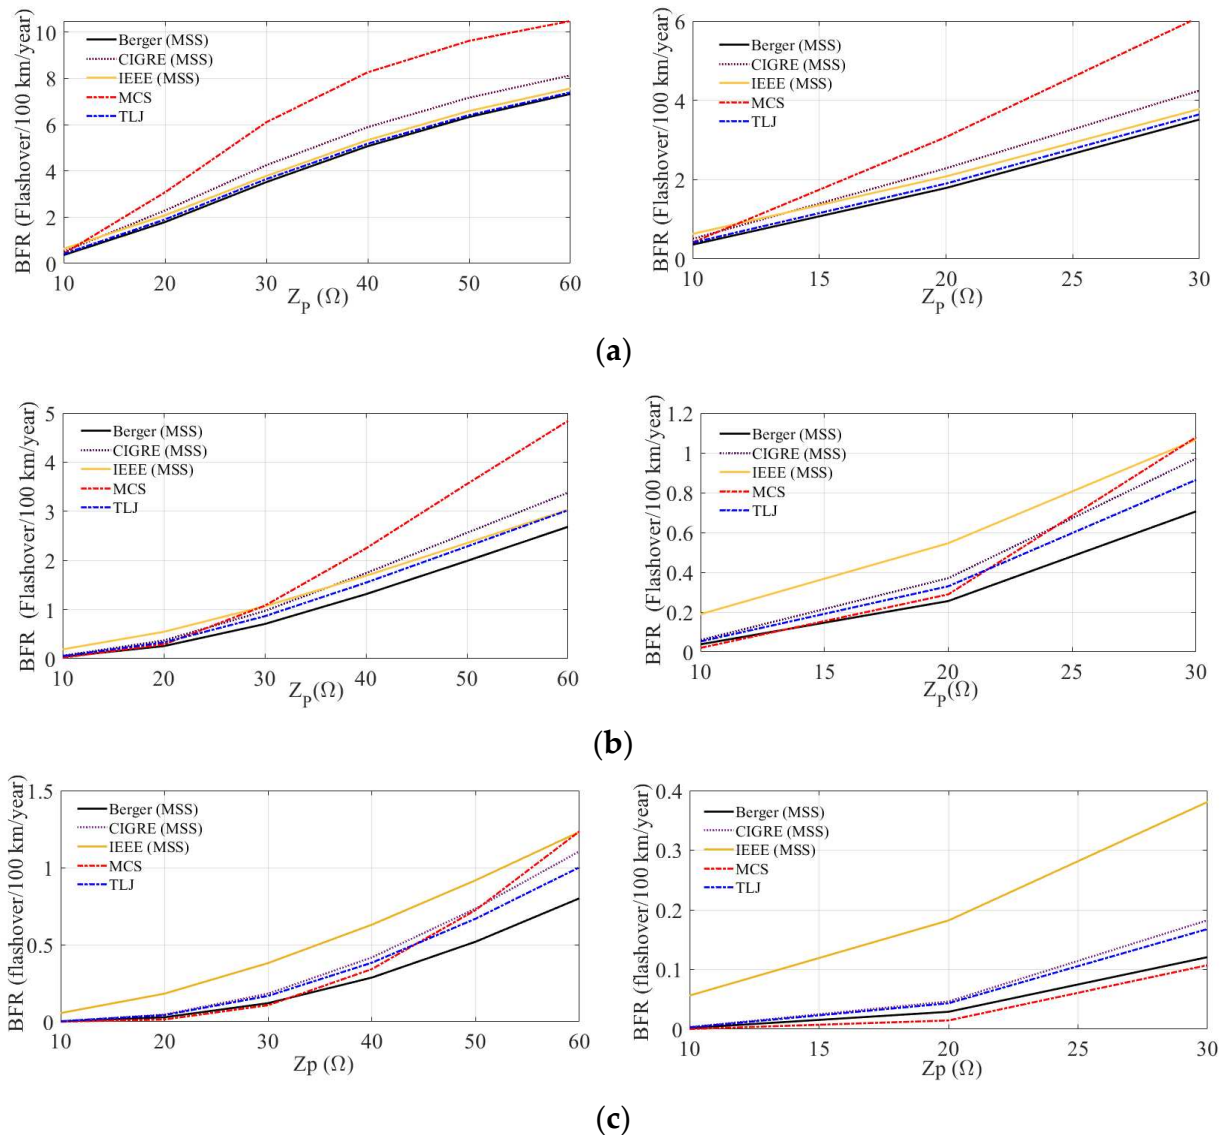 BFR (Flashover/100 km/year)
10
8
6
4
2
0
Berger (MSS)
CIGRE (MSS)
IEEE (MSS)
MCS
TLJ
10 20 30 40 50 60
Z_P (Ω)
BFR (Flashover/100 km/year)
6
4
2
0
Berger (MSS)
CIGRE (MSS)
IEEE (MSS)
MCS
TLJ
10 15 20 25 30
Z_P (Ω)
(a)
BFR (Flashover/100 km/year)
5
4
3
2
1
0
Berger (MSS)
CIGRE (MSS)
IEEE (MSS)
MCS
TLJ
10 20 30 40 50 60
Z_P(Ω)
BFR (Flashover/100 km/year)
1.2
1
0.8
0.6
0.4
0.2
0
Berger (MSS)
CIGRE (MSS)
IEEE (MSS)
MCS
TLJ
10 15 20 25 30
Z_P(Ω)
(b)
BFR (flashover/100 km/year)
1.5
1
0.5
0
Berger (MSS)
CIGRE (MSS)
IEEE (MSS)
MCS
TLJ
10 20 30 40 50 60
Zp (Ω)
BFR (flashover/100 km/year)
0.4
0.3
0.2
0.1
0
Berger (MSS)
CIGRE (MSS)
IEEE (MSS)
MCS
TLJ
10 15 20 25 30
Zp (Ω)
(c)